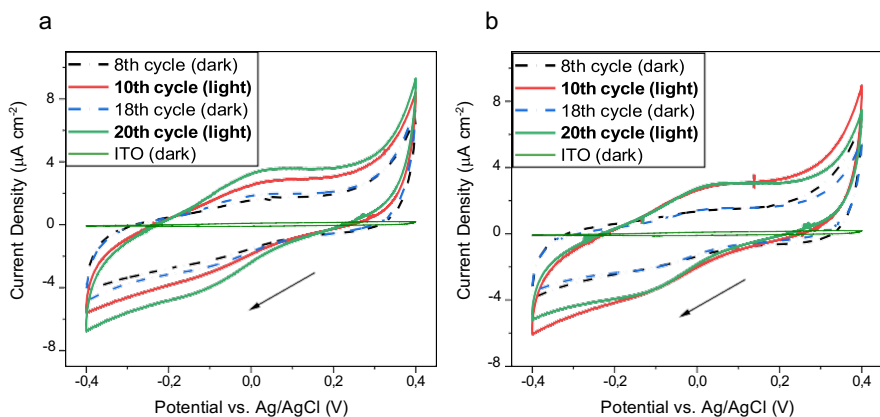 a
8th cycle (dark)
10th cycle (light)
18th cycle (dark)
20th cycle (light)
ITO (dark)
Current Density (µA cm⁻²)
8
4
0
-4
-8
-0,4
-0,2
0,0
0,2
0,4
Potential vs. Ag/AgCl (V)
b
8th cycle (dark)
10th cycle (light)
18th cycle (dark)
20th cycle (light)
ITO (dark)
Current Density (µA cm⁻²)
8
4
0
-4
-8
-0,4
-0,2
0,0
0,2
0,4
Potential vs. Ag/AgCl (V)